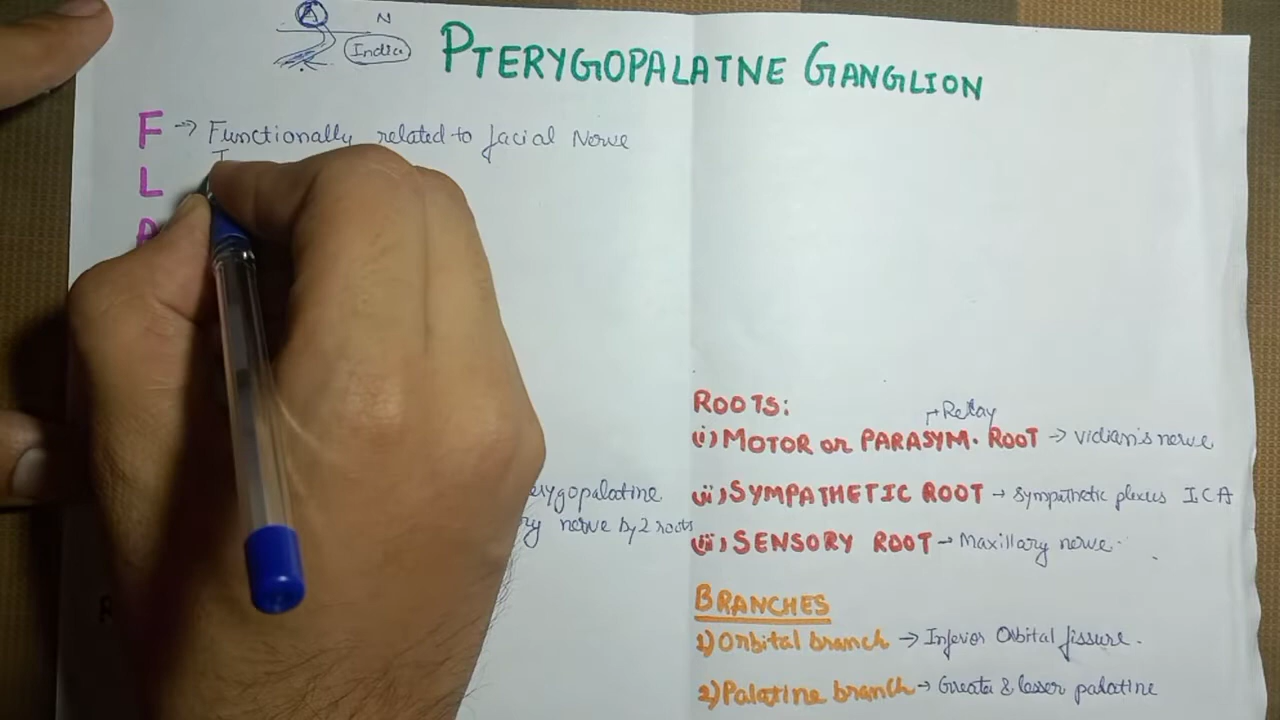 A N
India
PTERYGOPALATNE GANGLION
F → Functionally related to facial Nerve
L
ROOTS:
→ Relay
(i) MOTOR or PARASYM. ROOT → vidian's nerve
(ii) SYMPATHETIC ROOT → Sympathetic plexus ICA
(iii) SENSORY ROOT → Maxillary nerve.
erygopalatine
ry nerve by 2 roots
BRANCHES
1) Orbital branch → Inferior Orbital fissure.
2) Palatine branch → Greater & lesser palatine